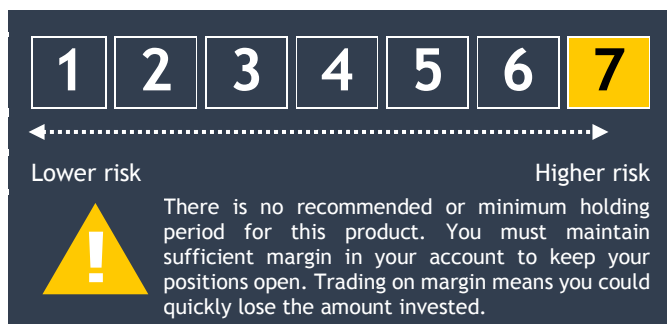 1 2 3 4 5 6 7
Lower risk Higher risk
!
There is no recommended or minimum holding
period for this product. You must maintain
sufficient margin in your account to keep your
positions open. Trading on margin means you could
quickly lose the amount invested.